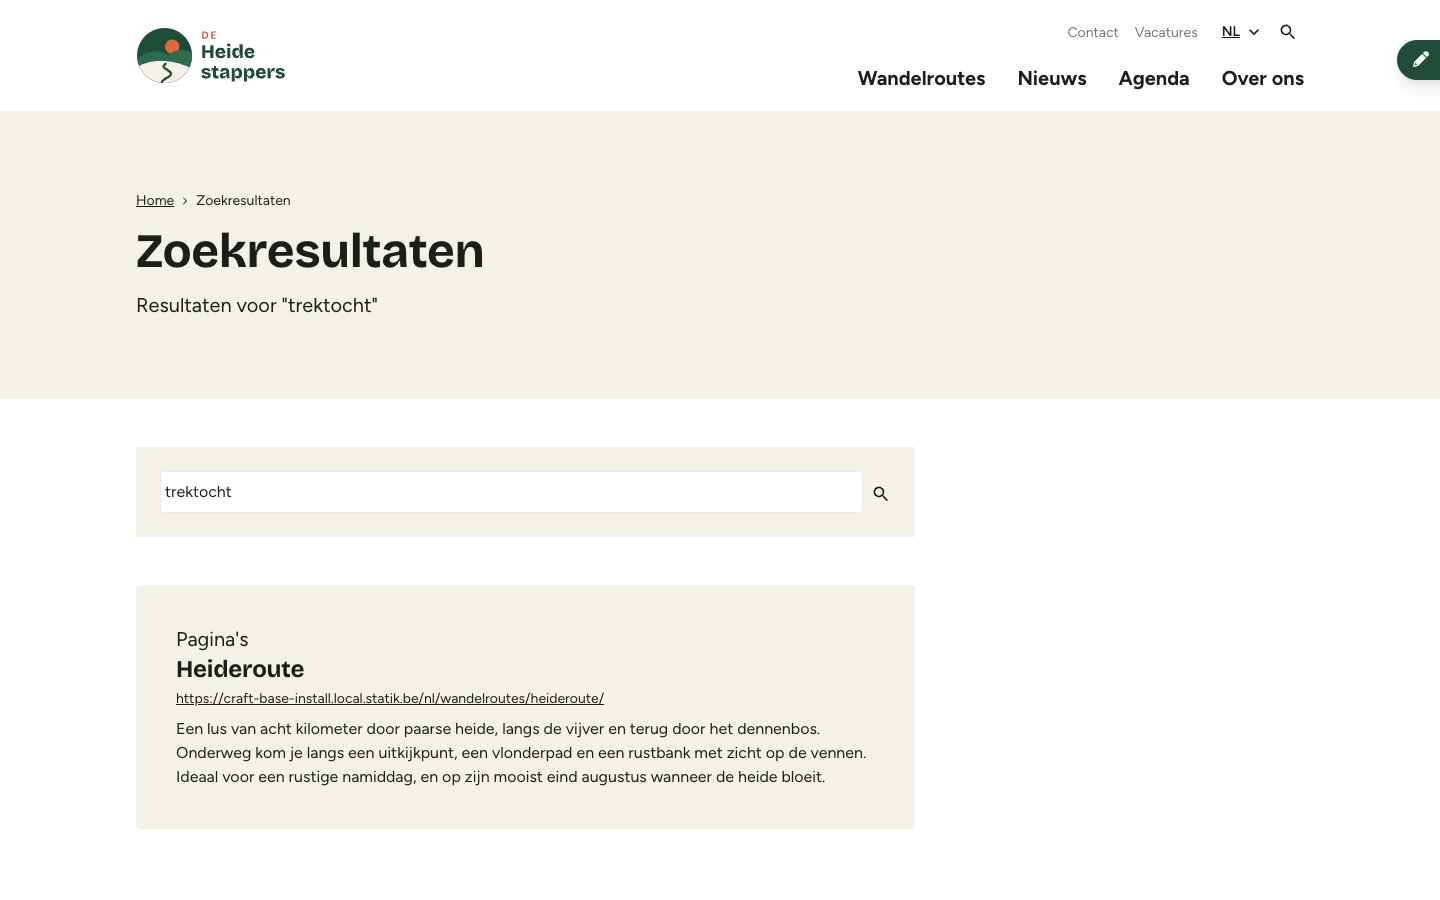 DE
Heide
stappers
Contact Vacatures NL
Wandelroutes Nieuws Agenda Over ons
Home > Zoekresultaten
Zoekresultaten
Resultaten voor "trektocht"
trektocht
Pagina's
Heideroute
https://craft-base-install.local.statik.be/nl/wandelroutes/heideroute/
Een lus van acht kilometer door paarse heide, langs de vijver en terug door het dennenbos.
Onderweg kom je langs een uitkijkpunt, een vlonderpad en een rustbank met zicht op de vennen.
Ideaal voor een rustige namiddag, en op zijn mooist eind augustus wanneer de heide bloeit.